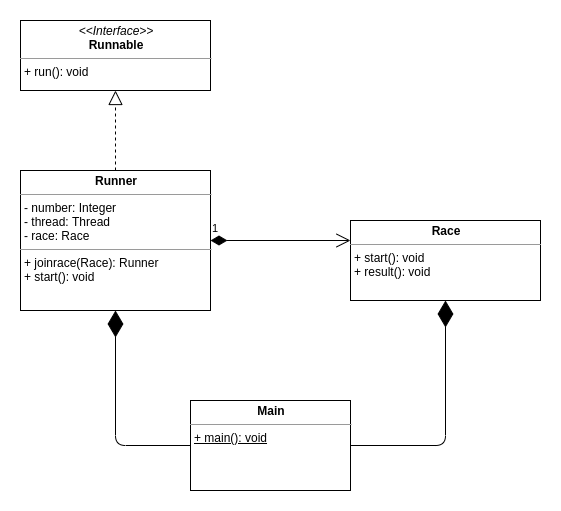 <<Interface>>
Runnable
+ run(): void
Runner
- number: Integer
- thread: Thread
- race: Race
+ joinrace(Race): Runner
+ start(): void
1
Race
+ start(): void
+ result(): void
Main
+ main(): void